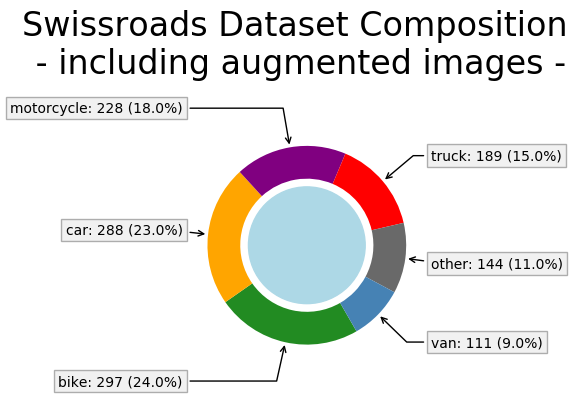 Swissroads Dataset Composition
- including augmented images -
motorcycle: 228 (18.0%)
truck: 189 (15.0%)
car: 288 (23.0%)
other: 144 (11.0%)
van: 111 (9.0%)
bike: 297 (24.0%)